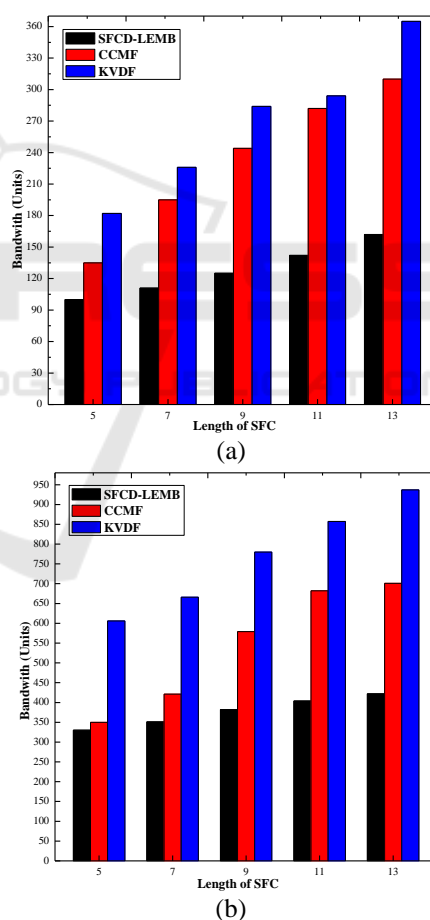 360
330
300
270
240
210
180
150
120
90
60
30
0
Bandwith (Units)
SFCD-LEMB
CCMF
KVDF
5 7 9 11 13
Length of SFC
(a)
950
900
850
800
750
700
650
600
550
500
450
400
350
300
250
200
150
100
50
0
Bandwith (Units)
SFCD-LEMB
CCMF
KVDF
5 7 9 11 13
Length of SFC
(b)